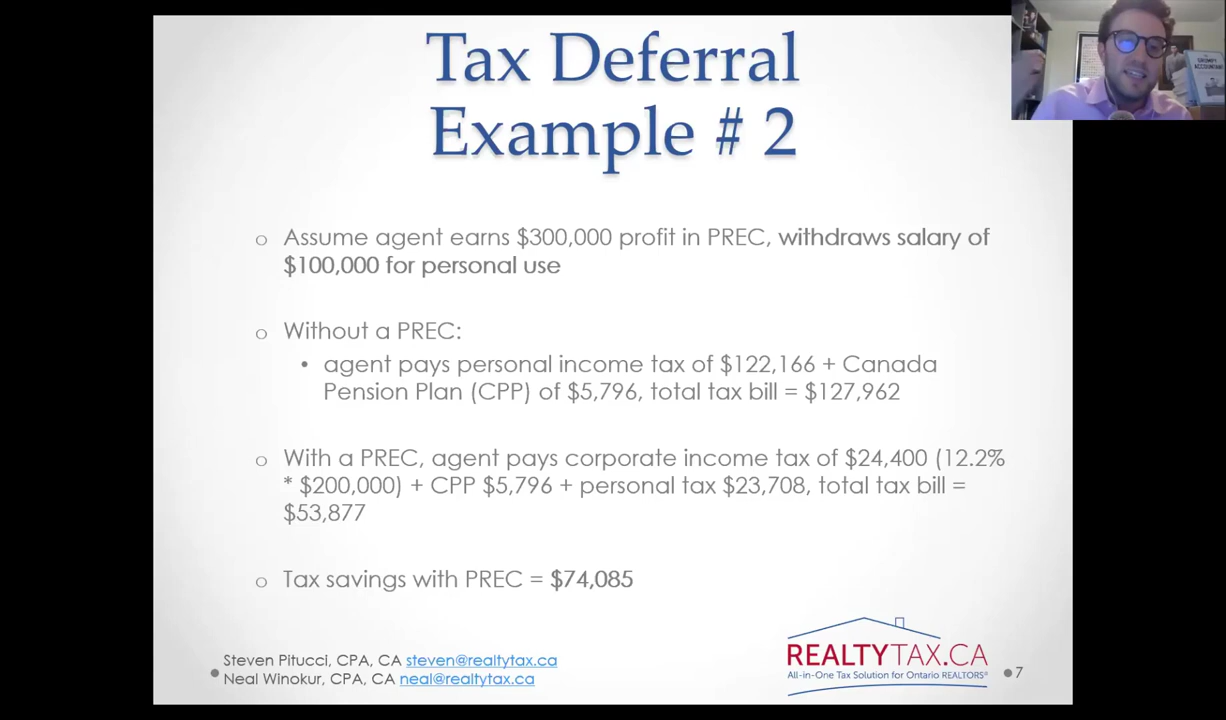 Tax Deferral
Example # 2
o Assume agent earns $300,000 profit in PREC, withdraws salary of
$100,000 for personal use
o Without a PREC:
• agent pays personal income tax of $122,166 + Canada
Pension Plan (CPP) of $5,796, total tax bill = $127,962
o With a PREC, agent pays corporate income tax of $24,400 (12.2%
* $200,000) + CPP $5,796 + personal tax $23,708, total tax bill =
$53,877
o Tax savings with PREC = $74,085
Steven Pitucci, CPA, CA steven@realtytax.ca
• Neal Winokur, CPA, CA neal@realtytax.ca
REALTYTAX.CA
All-in-One Tax Solution for Ontario REALTORS®
• 7
GRUMPY
ACCOUNTANT